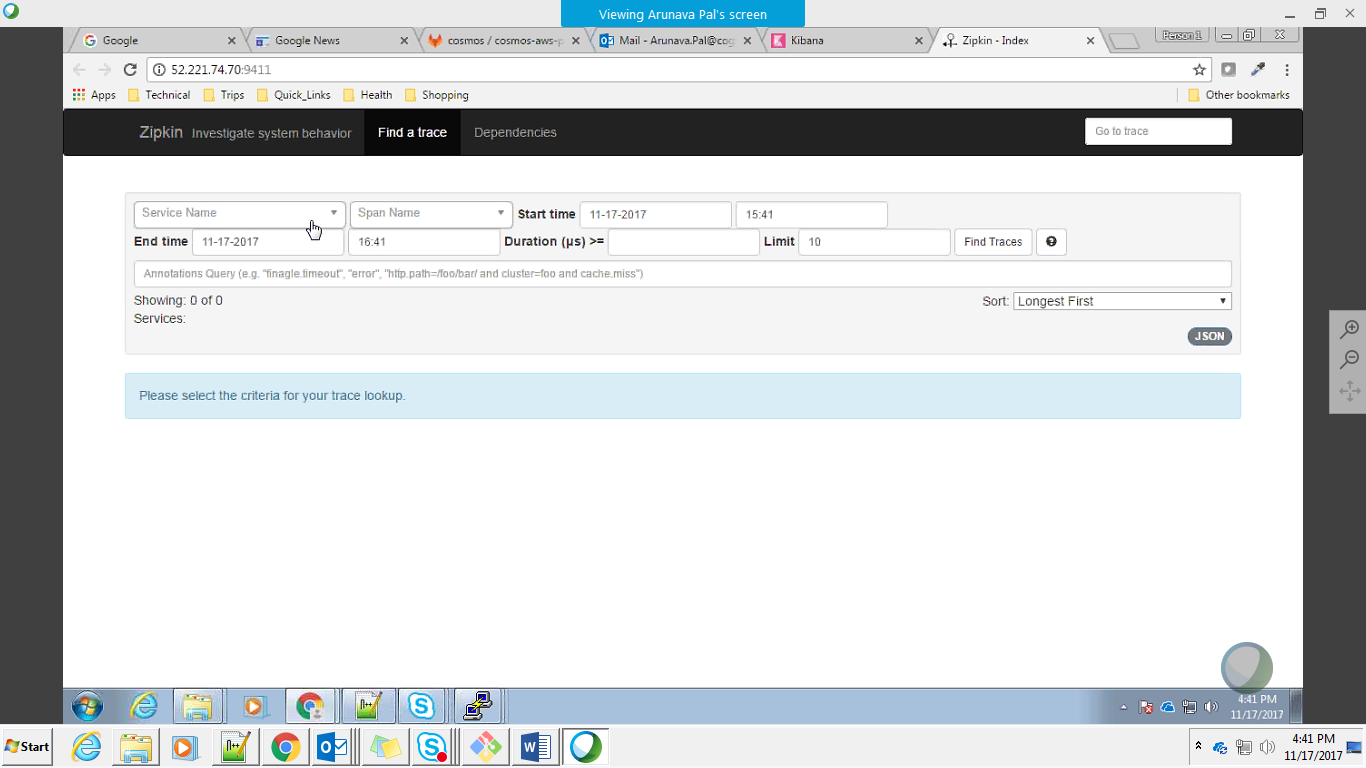 Viewing Arunava Pal's screen
Google
Google News
cosmos / cosmos-aws-p
Mail - Arunava.Pal@cog
Kibana
Zipkin - Index
Person 1
52.221.74.70:9411
Apps
Technical
Trips
Quick_Links
Health
Shopping
Other bookmarks
Zipkin Investigate system behavior
Find a trace
Dependencies
Go to trace
Service Name
Span Name
Start time
11-17-2017
15:41
End time
11-17-2017
16:41
Duration (μs) >=
Limit
10
Find Traces
Annotations Query (e.g. "finagle.timeout", "error", "http.path=/foo/bar/ and cluster=foo and cache.miss")
Showing: 0 of 0
Sort:
Longest First
Services:
JSON
Please select the criteria for your trace lookup.
4:41 PM
11/17/2017
Start
4:41 PM
11/17/2017